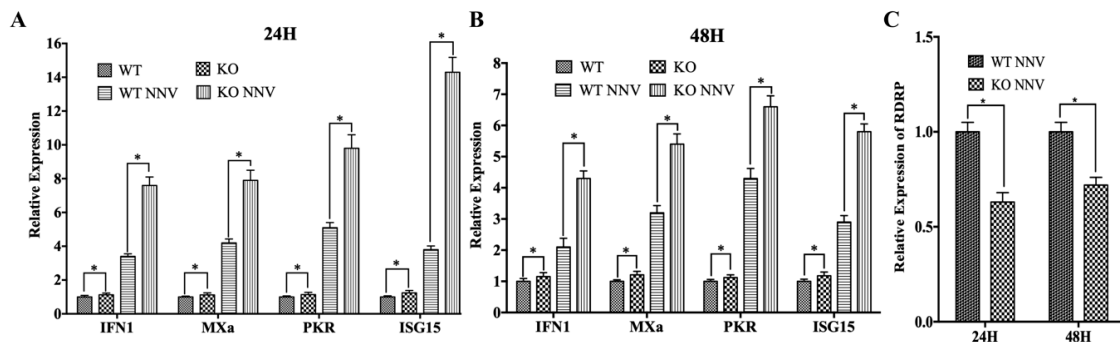 A
24H
Relative Expression
16
14
12
10
8
6
4
2
0
WT
KO
WT NNV
KO NNV
*
*
*
*
*
*
*
*
IFN1
MXa
PKR
ISG15
B
48H
Relative Expression
8
7
6
5
4
3
2
1
0
WT
KO
WT NNV
KO NNV
*
*
*
*
*
*
*
*
IFN1
MXa
PKR
ISG15
C
Relative Expression of RDRP
1.5
1.0
0.5
0.0
WT NNV
KO NNV
*
*
24H
48H